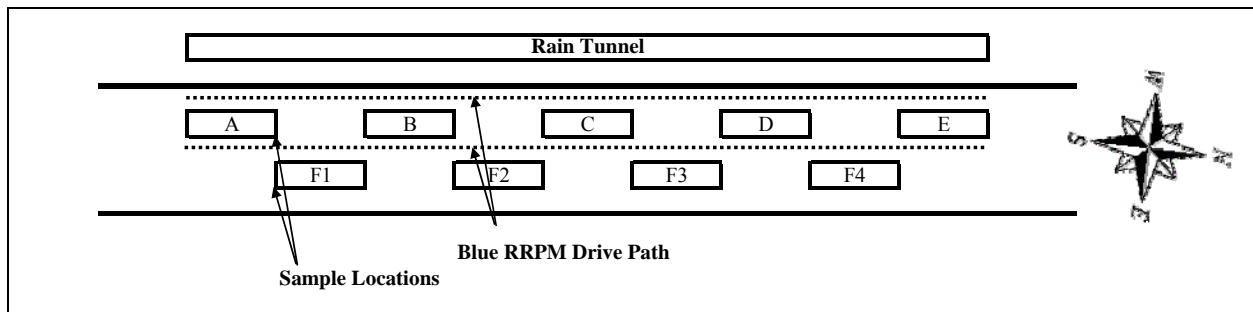 Rain Tunnel
A B C D E
F1 F2 F3 F4
Blue RRPM Drive Path
Sample Locations
W
S
N
E